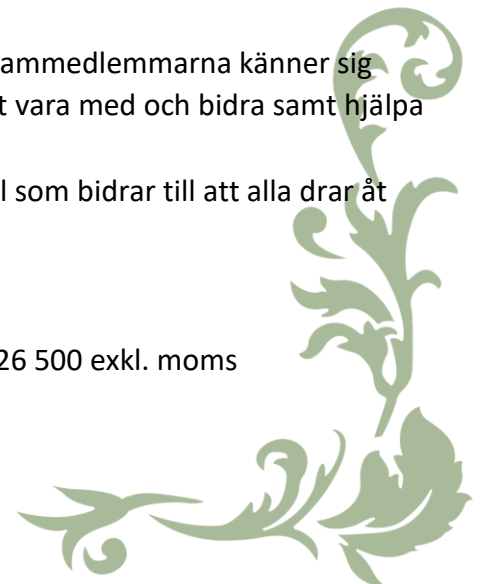 ammedlemmarna känner sig
t vara med och bidra samt hjälpa
l som bidrar till att alla drar åt
26 500 exkl. moms